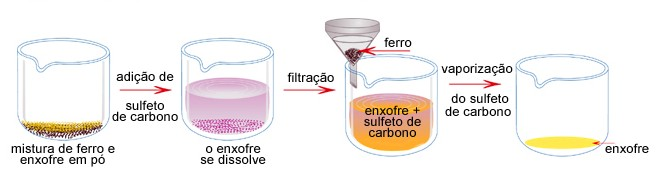 mistura de ferro e
enxofre em pó
adição de
sulfeto
de carbono
o enxofre
se dissolve
filtração
ferro
enxofre +
sulfeto de
carbono
vaporização
do sulfeto
de carbono
enxofre